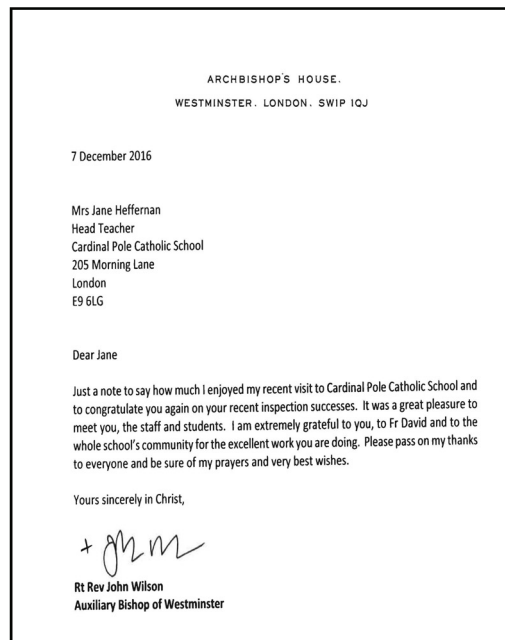 ARCHBISHOP'S HOUSE,
WESTMINSTER, LONDON, SW1P 1QJ
7 December 2016
Mrs Jane Heffernan
Head Teacher
Cardinal Pole Catholic School
205 Morning Lane
London
E9 6LG
Dear Jane
Just a note to say how much I enjoyed my recent visit to Cardinal Pole Catholic School and
to congratulate you again on your recent inspection successes. It was a great pleasure to
meet you, the staff and students. I am extremely grateful to you, to Fr David and to the
whole school's community for the excellent work you are doing. Please pass on my thanks
to everyone and be sure of my prayers and very best wishes.
Yours sincerely in Christ,
Rt Rev John Wilson
Auxiliary Bishop of Westminster